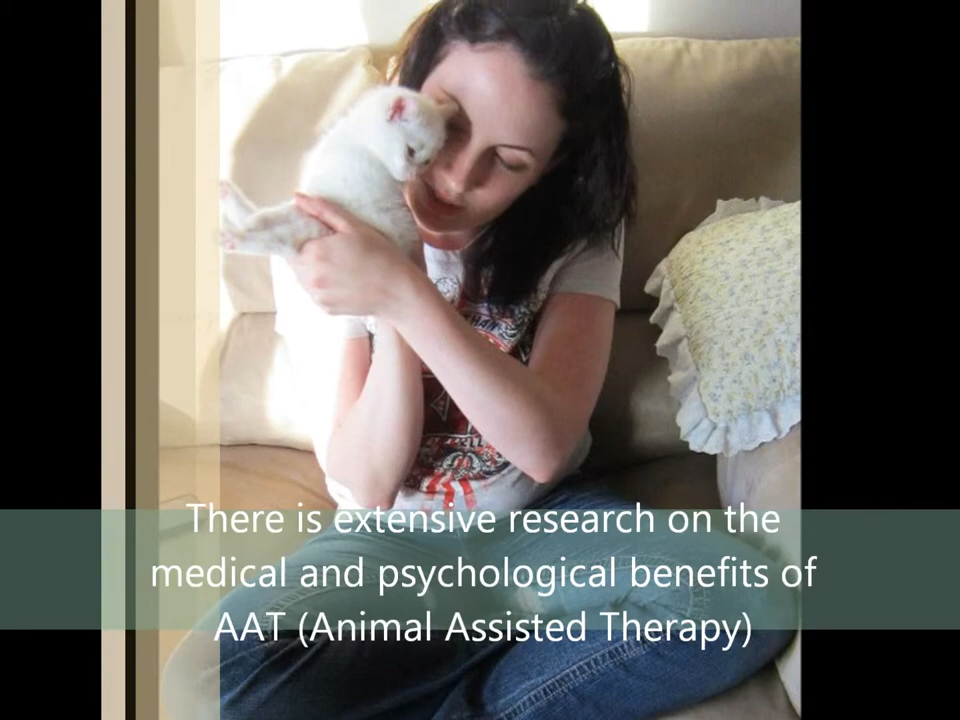 There is extensive research on the
medical and psychological benefits of
AAT (Animal Assisted Therapy)